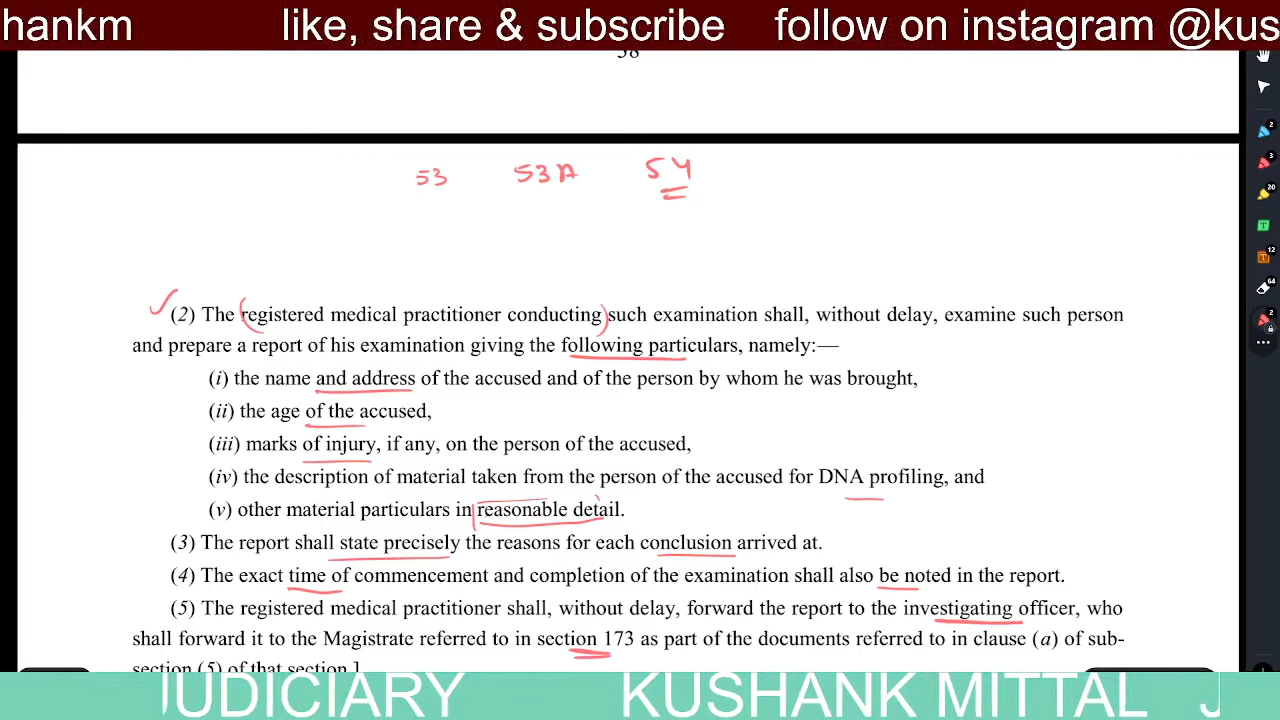 hankm like, share & subscribe follow on instagram @kus
38
53 53A 54
(2) The registered medical practitioner conducting such examination shall, without delay, examine such person
and prepare a report of his examination giving the following particulars, namely:—
(i) the name and address of the accused and of the person by whom he was brought,
(ii) the age of the accused,
(iii) marks of injury, if any, on the person of the accused,
(iv) the description of material taken from the person of the accused for DNA profiling, and
(v) other material particulars in reasonable detail.
(3) The report shall state precisely the reasons for each conclusion arrived at.
(4) The exact time of commencement and completion of the examination shall also be noted in the report.
(5) The registered medical practitioner shall, without delay, forward the report to the investigating officer, who
shall forward it to the Magistrate referred to in section 173 as part of the documents referred to in clause (a) of sub-
section (5) of that section.]
JUDICIARY KUSHANK MITTAL J